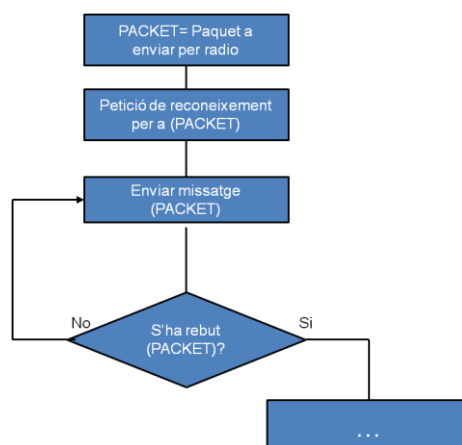 PACKET= Paquet a
enviar per radio
Petició de reconeixement
per a (PACKET)
Enviar missatge
(PACKET)
No
S'ha rebut
(PACKET)?
Si
...